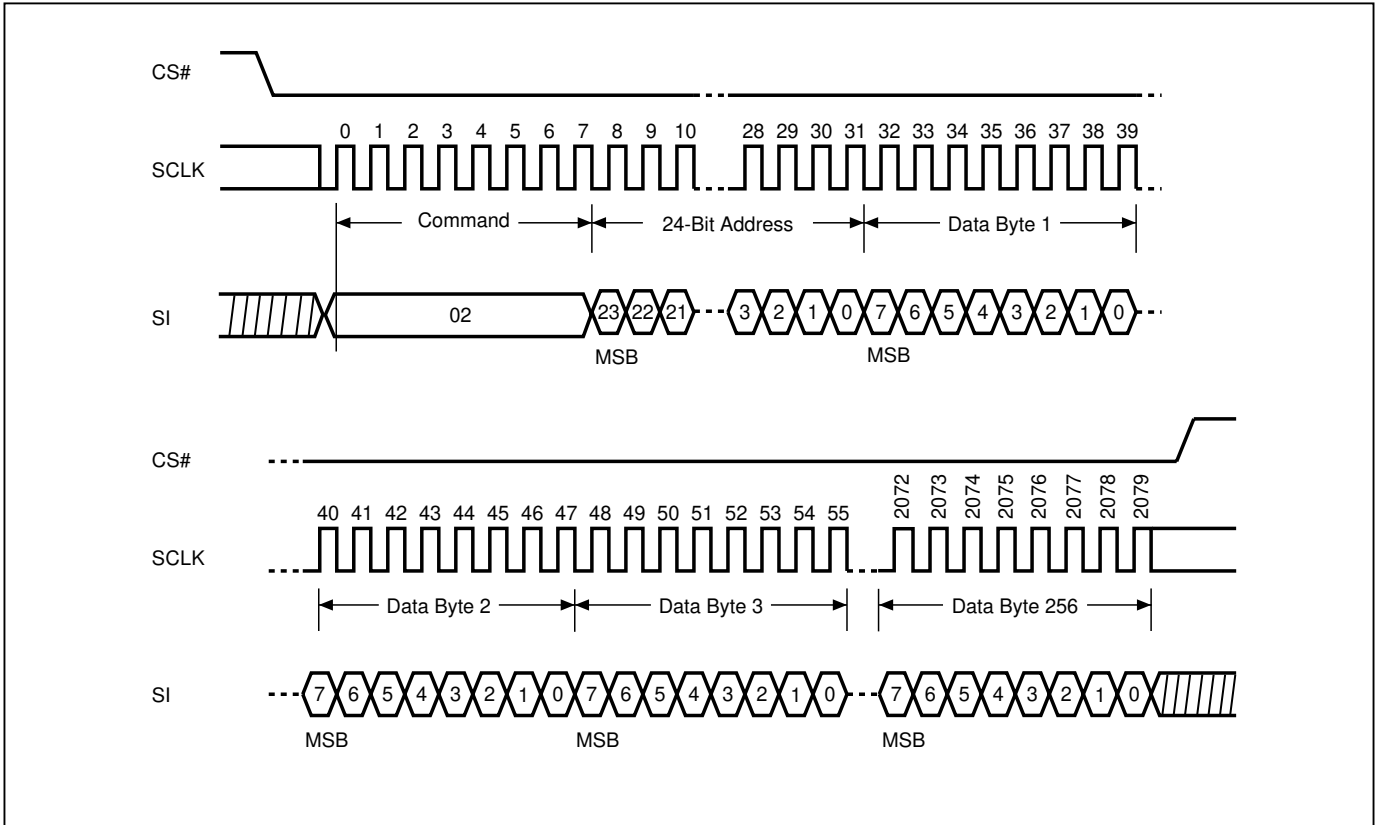 CS#
0 1 2 3 4 5 6 7 8 9 10 28 29 30 31 32 33 34 35 36 37 38 39
SCLK
Command 24-Bit Address Data Byte 1
SI 02 23 22 21 3 2 1 0 7 6 5 4 3 2 1 0
MSB MSB
CS#
2072 2073 2074 2075 2076 2077 2078 2079
40 41 42 43 44 45 46 47 48 49 50 51 52 53 54 55
SCLK
Data Byte 2 Data Byte 3 Data Byte 256
SI 7 6 5 4 3 2 1 0 7 6 5 4 3 2 1 0 7 6 5 4 3 2 1 0
MSB MSB MSB